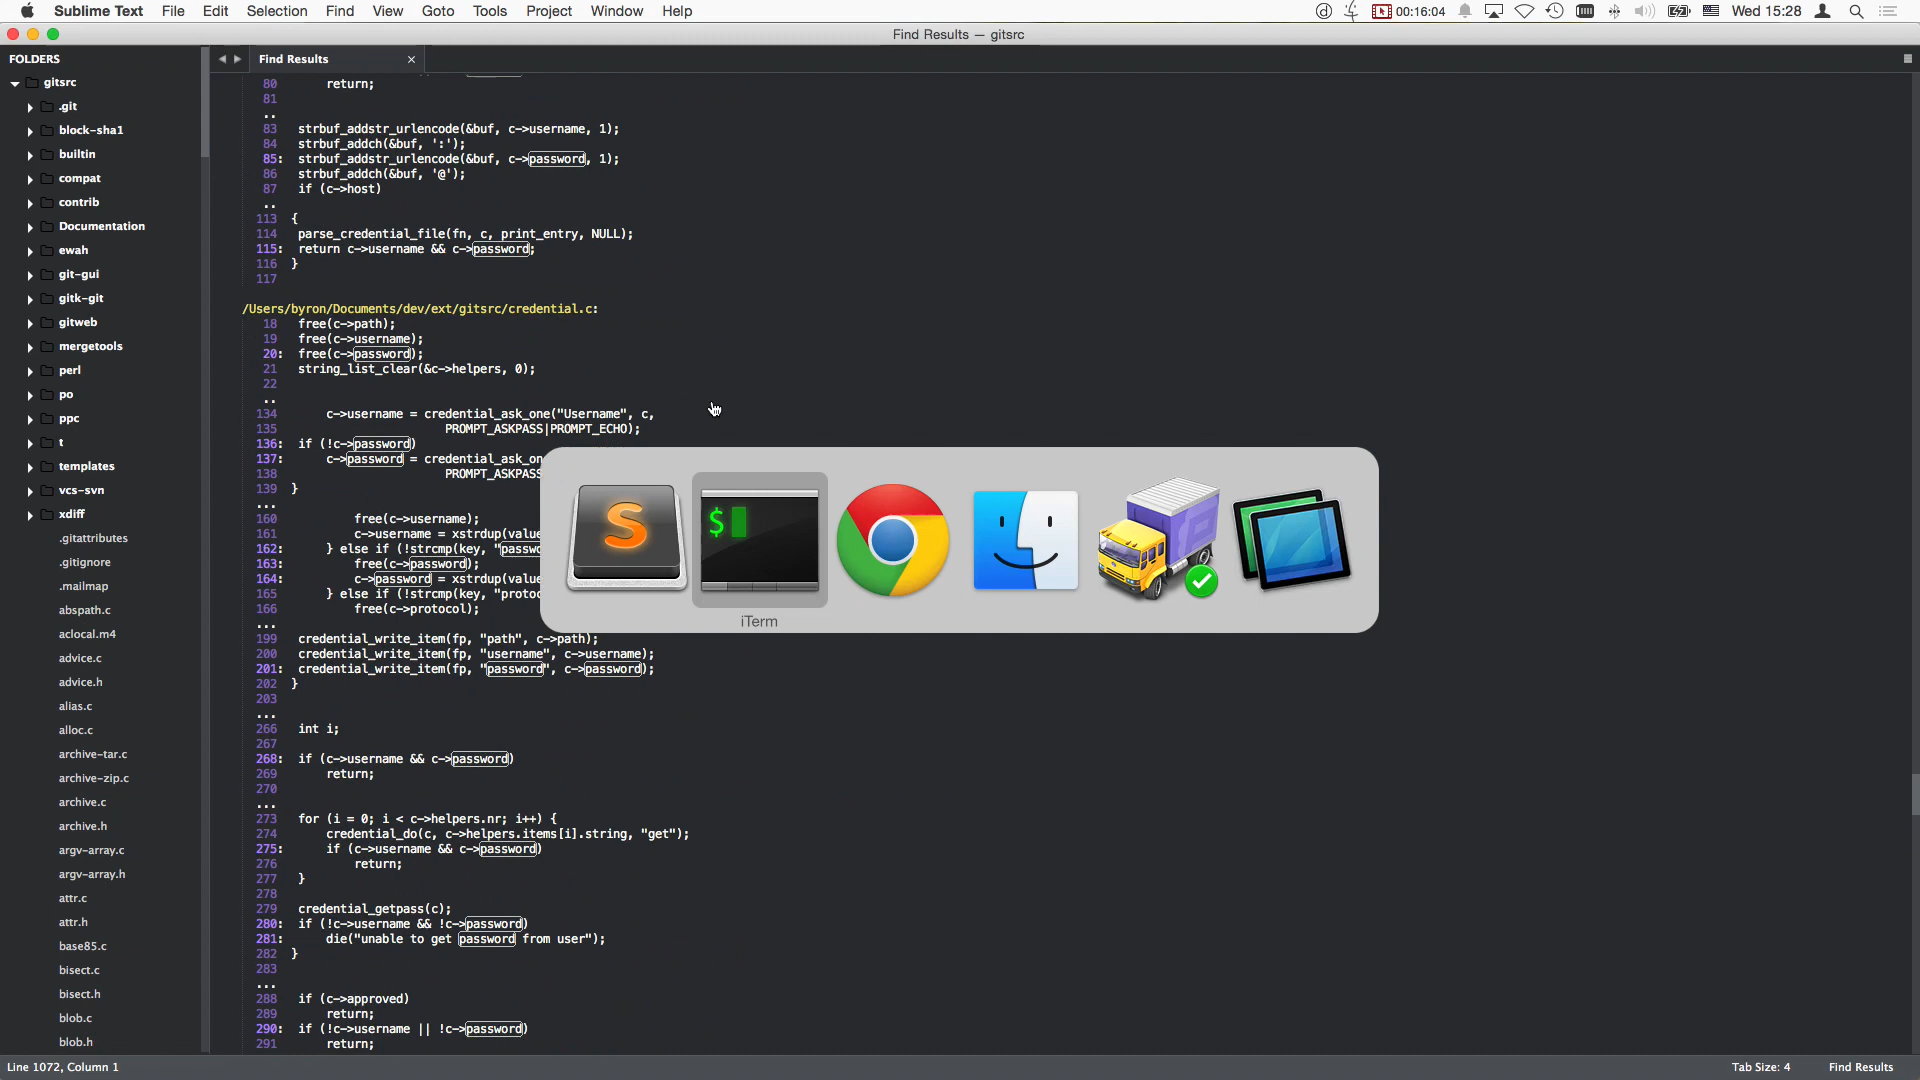 Sublime Text File Edit Selection Find View Goto Tools Project Window Help 00:16:04 Wed 15:28
Find Results — gitsrc
FOLDERS
gitsrc
.git
block-sha1
builtin
compat
contrib
Documentation
ewah
git-gui
gitk-git
gitweb
mergetools
perl
po
ppc
t
templates
vcs-svn
xdiff
.gitattributes
.gitignore
.mailmap
abspath.c
aclocal.m4
advice.c
advice.h
alias.c
alloc.c
archive-tar.c
archive-zip.c
archive.c
archive.h
argv-array.c
argv-array.h
attr.c
attr.h
base85.c
bisect.c
bisect.h
blob.c
blob.h
Find Results
80 return;
81
..
83 strbuf_addstr_urlencode(&buf, c->username, 1);
84 strbuf_addch(&buf, ':');
85: strbuf_addstr_urlencode(&buf, c->password, 1);
86 strbuf_addch(&buf, '@');
87 if (c->host)
..
113 {
114 parse_credential_file(fn, c, print_entry, NULL);
115: return c->username && c->password;
116 }
117
/Users/byron/Documents/dev/ext/gitsrc/credential.c:
18 free(c->path);
19 free(c->username);
20: free(c->password);
21 string_list_clear(&c->helpers, 0);
22
..
134 c->username = credential_ask_one("Username", c,
135 PROMPT_ASKPASS|PROMPT_ECHO);
136: if (!c->password)
137: c->password = credential_ask_on
138 PROMPT_ASKPASS
139 }
...
160 free(c->username);
161 c->username = xstrdup(value
162: } else if (!strcmp(key, "passwo
163: free(c->password);
164: c->password = xstrdup(value
165 } else if (!strcmp(key, "protoc
166 free(c->protocol);
...
199 credential_write_item(fp, "path", c->path);
200 credential_write_item(fp, "username", c->username);
201: credential_write_item(fp, "password", c->password);
202 }
203
...
266 int i;
267
268: if (c->username && c->password)
269 return;
270
...
273 for (i = 0; i < c->helpers.nr; i++) {
274 credential_do(c, c->helpers.items[i].string, "get");
275: if (c->username && c->password)
276 return;
277 }
278
279 credential_getpass(c);
280: if (!c->username && !c->password)
281: die("unable to get password from user");
282 }
283
...
288 if (c->approved)
289 return;
290: if (!c->username || !c->password)
291 return;
S
$
iTerm
Line 1072, Column 1
Tab Size: 4
Find Results